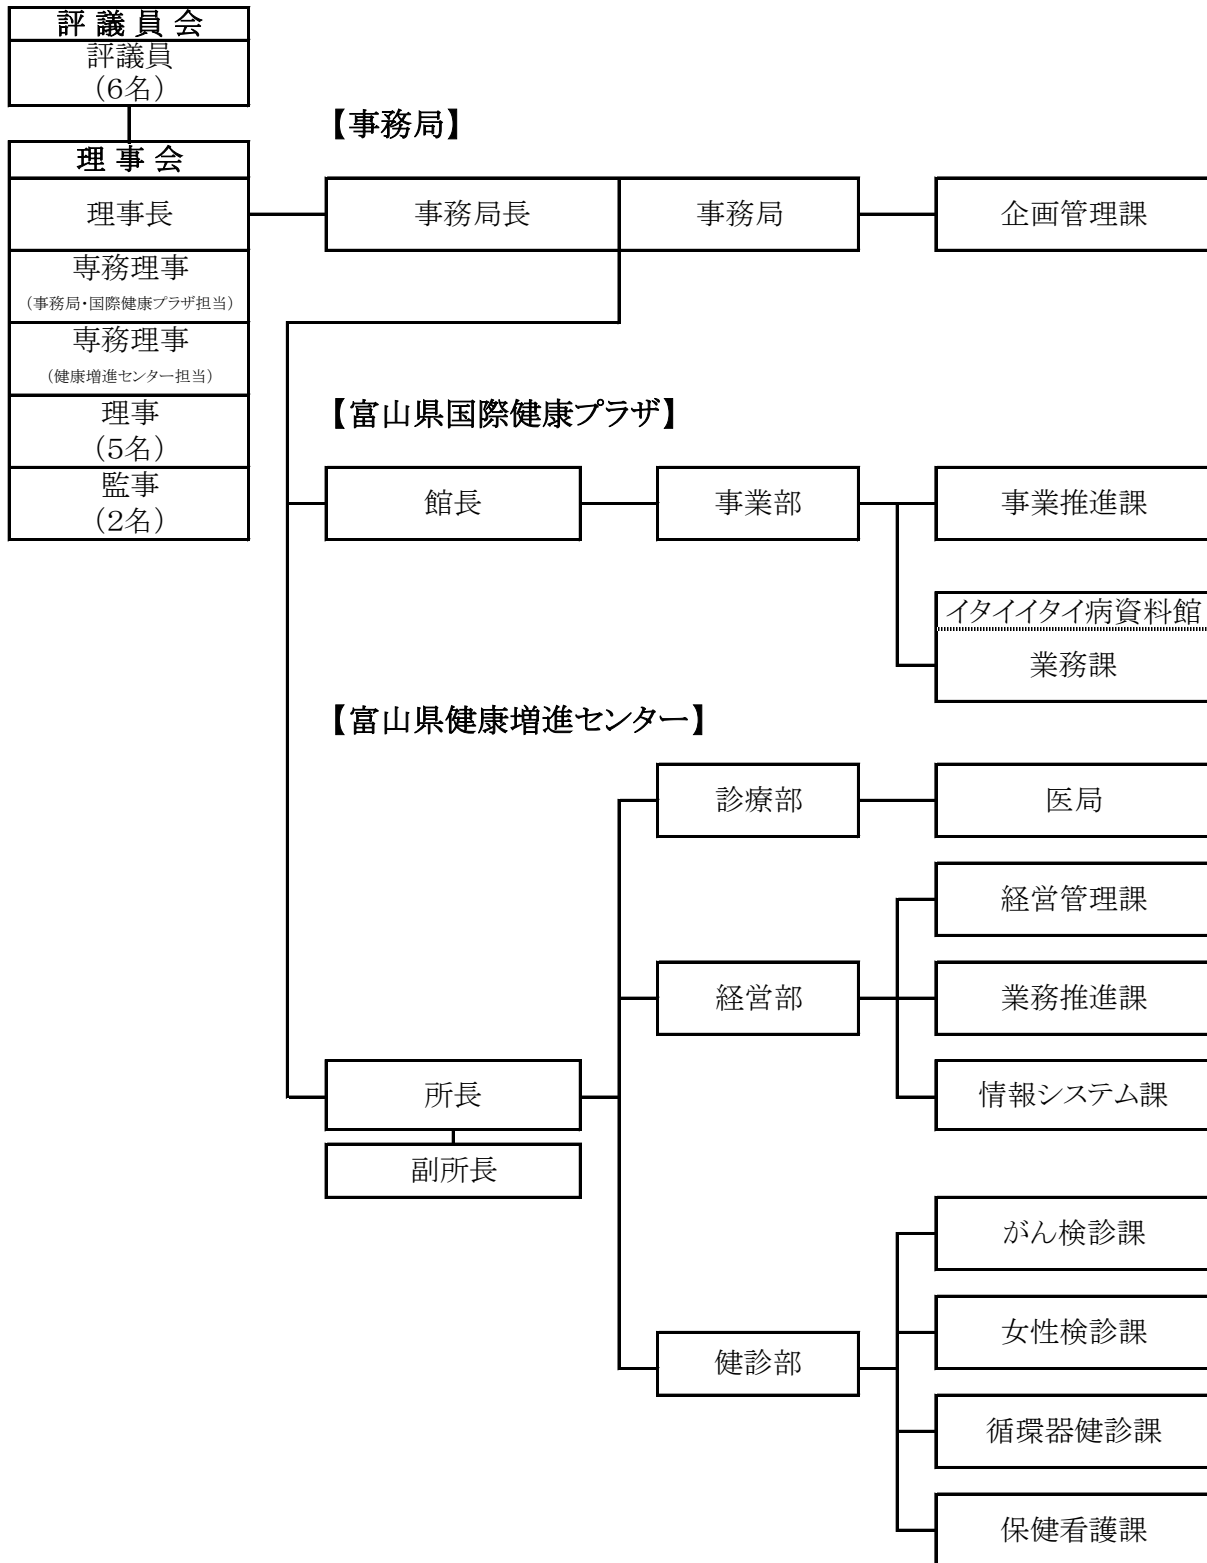 評議員会
評議員
（6名）
理事会
理事長
専務理事
（事務局・国際健康プラザ担当）
専務理事
（健康増進センター担当）
理事
（5名）
監事
（2名）
【事務局】
事務局長
事務局
企画管理課
【富山県国際健康プラザ】
館長
事業部
事業推進課
イタイイタイ病資料館
業務課
【富山県健康増進センター】
所長
副所長
診療部
医局
経営部
経営管理課
業務推進課
情報システム課
健診部
がん検診課
女性検診課
循環器健診課
保健看護課